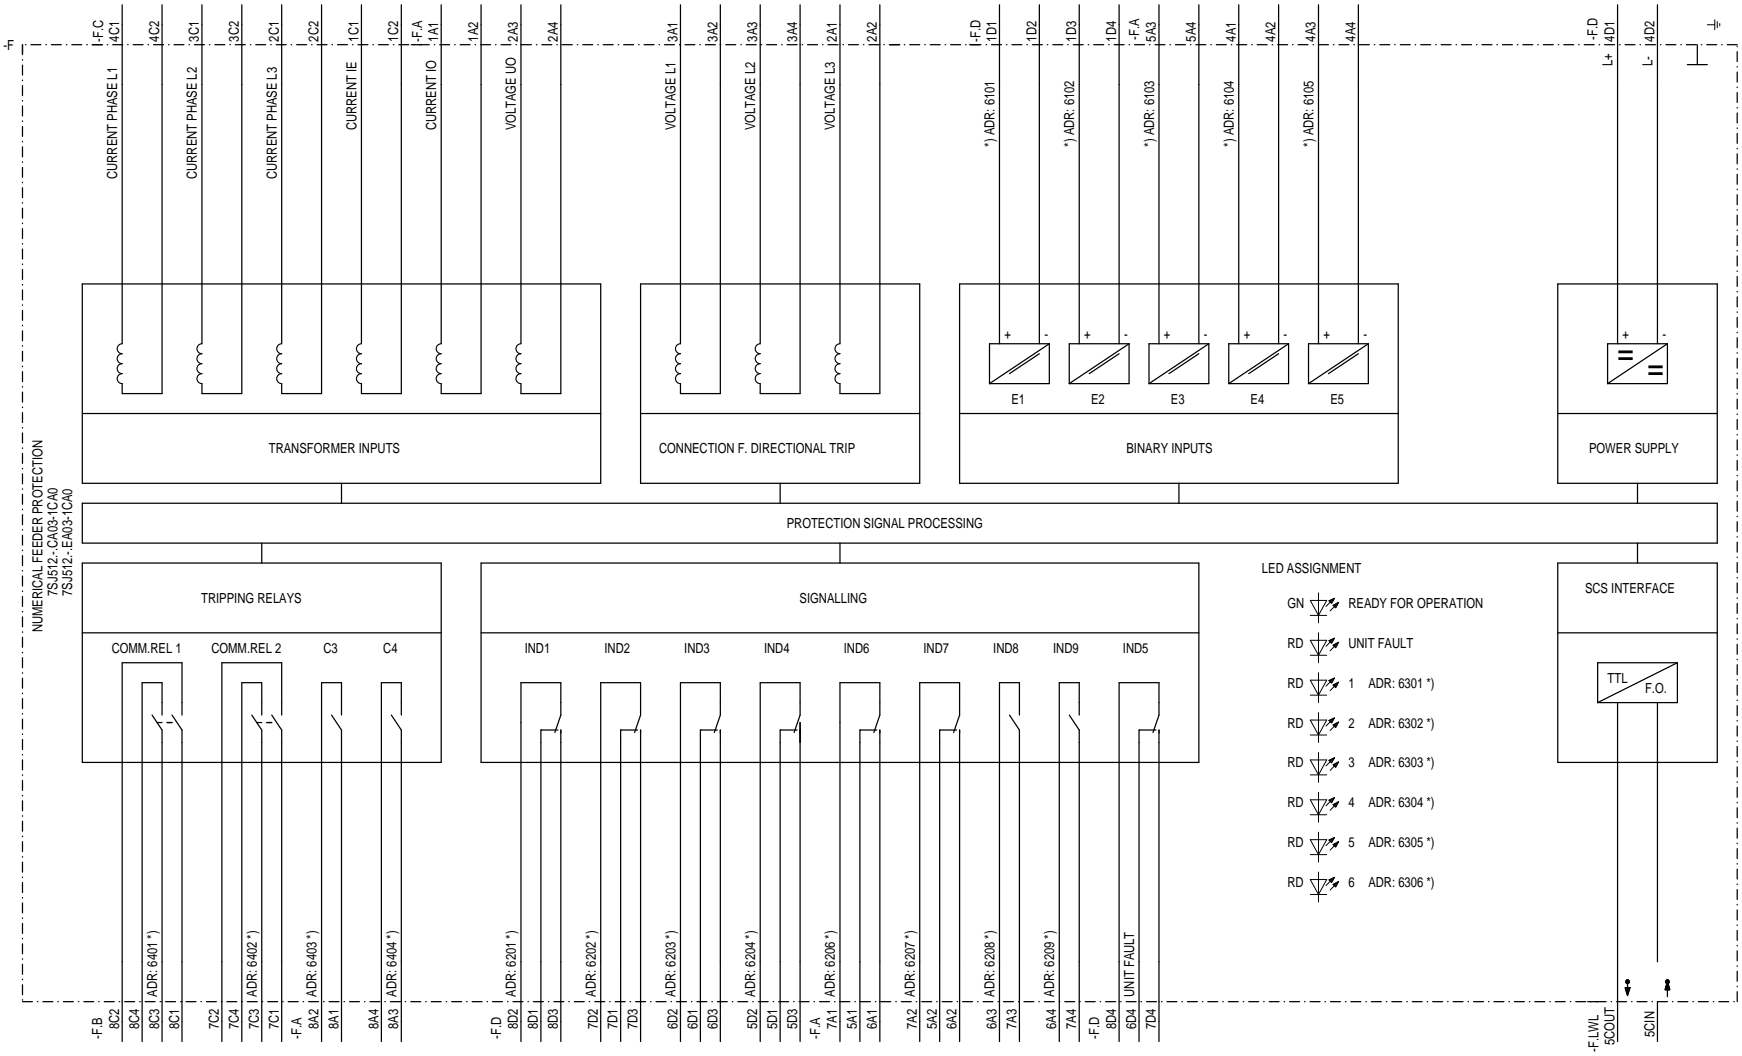 -F
-F.C
4C1
4C2
3C1
3C2
2C1
2C2
1C1
1C2
-F.A
1A1
1A2
2A3
2A4
3A1
3A2
3A3
3A4
2A1
2A2
-F.D
1D1
1D2
1D3
1D4
-F.A
5A3
5A4
4A1
4A2
4A3
4A4
-F.D
4D1
4D2
CURRENT PHASE L1
CURRENT PHASE L2
CURRENT PHASE L3
CURRENT IE
CURRENT IO
VOLTAGE UO
VOLTAGE L1
VOLTAGE L2
VOLTAGE L3
*) ADR: 6101
*) ADR: 6102
*) ADR: 6103
*) ADR: 6104
*) ADR: 6105
L+
L-
+ - + - + - + - + - + -
E1 E2 E3 E4 E5
TRANSFORMER INPUTS
CONNECTION F. DIRECTIONAL TRIP
BINARY INPUTS
POWER SUPPLY
NUMERICAL FEEDER PROTECTION
7SJ512.-.CA03-1CA0
7SJ512.-.EA03-1CA0
PROTECTION SIGNAL PROCESSING
TRIPPING RELAYS
COMM.REL 1 COMM.REL 2 C3 C4
SIGNALLING
IND1 IND2 IND3 IND4 IND6 IND7 IND8 IND9 IND5
LED ASSIGNMENT
GN READY FOR OPERATION
RD UNIT FAULT
RD 1 ADR: 6301 *)
RD 2 ADR: 6302 *)
RD 3 ADR: 6303 *)
RD 4 ADR: 6304 *)
RD 5 ADR: 6305 *)
RD 6 ADR: 6306 *)
SCS INTERFACE
TTL
F.O.
-F.B
8C2
8C4
8C3 ADR: 6401 *)
8C1
7C2
7C4
7C3 ADR: 6402 *)
7C1
-F.A
8A2 ADR: 6403 *)
8A1
8A4
8A3 ADR: 6404 *)
-F.D
8D2 ADR: 6201 *)
8D1
8D3
7D2 ADR: 6202 *)
7D1
7D3
6D2 ADR: 6203 *)
6D1
6D3
5D2 ADR: 6204 *)
5D1
5D3
-F.A
7A1 ADR: 6206 *)
5A1
6A1
7A2 ADR: 6207 *)
5A2
6A2
6A3 ADR: 6208 *)
7A3
6A4 ADR: 6209 *)
7A4
-F.D
8D4
6D4 UNIT FAULT
7D4
-F.LWL
5COUT
5CIN